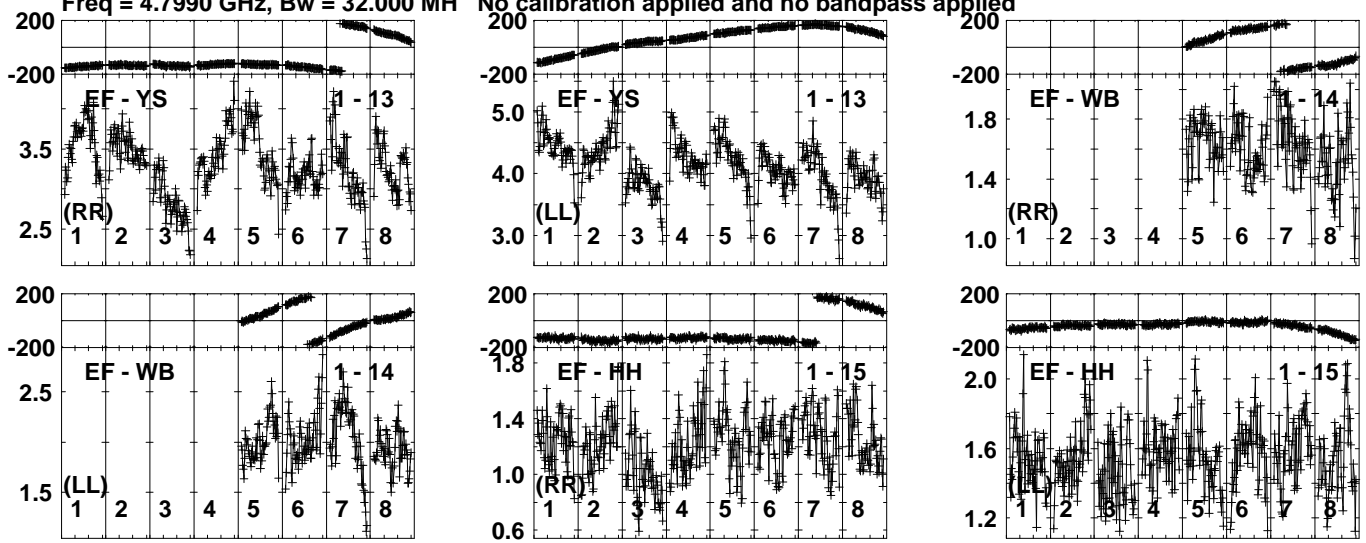 Freq = 4.7990 GHz, Bw = 32.000 MH No calibration applied and no bandpass applied
200
-200
EF - YS 1 - 13
3.5
2.5
(RR)
1 2 3 4 5 6 7 8
EF - YS 1 - 13
5.0
4.0
3.0
(LL)
1 2 3 4 5 6 7 8
200
-200
EF - WB 1 - 14
1.8
1.4
1.0
(RR)
1 2 3 4 5 6 7 8
200
-200
EF - WB 1 - 14
2.5
1.5
(LL)
1 2 3 4 5 6 7 8
200
-200
EF - HH 1 - 15
1.8
1.4
1.0
0.6
(RR)
1 2 3 4 5 6 7 8
200
-200
EF - HH 1 - 15
2.0
1.6
1.2
(LL)
1 2 3 4 5 6 7 8